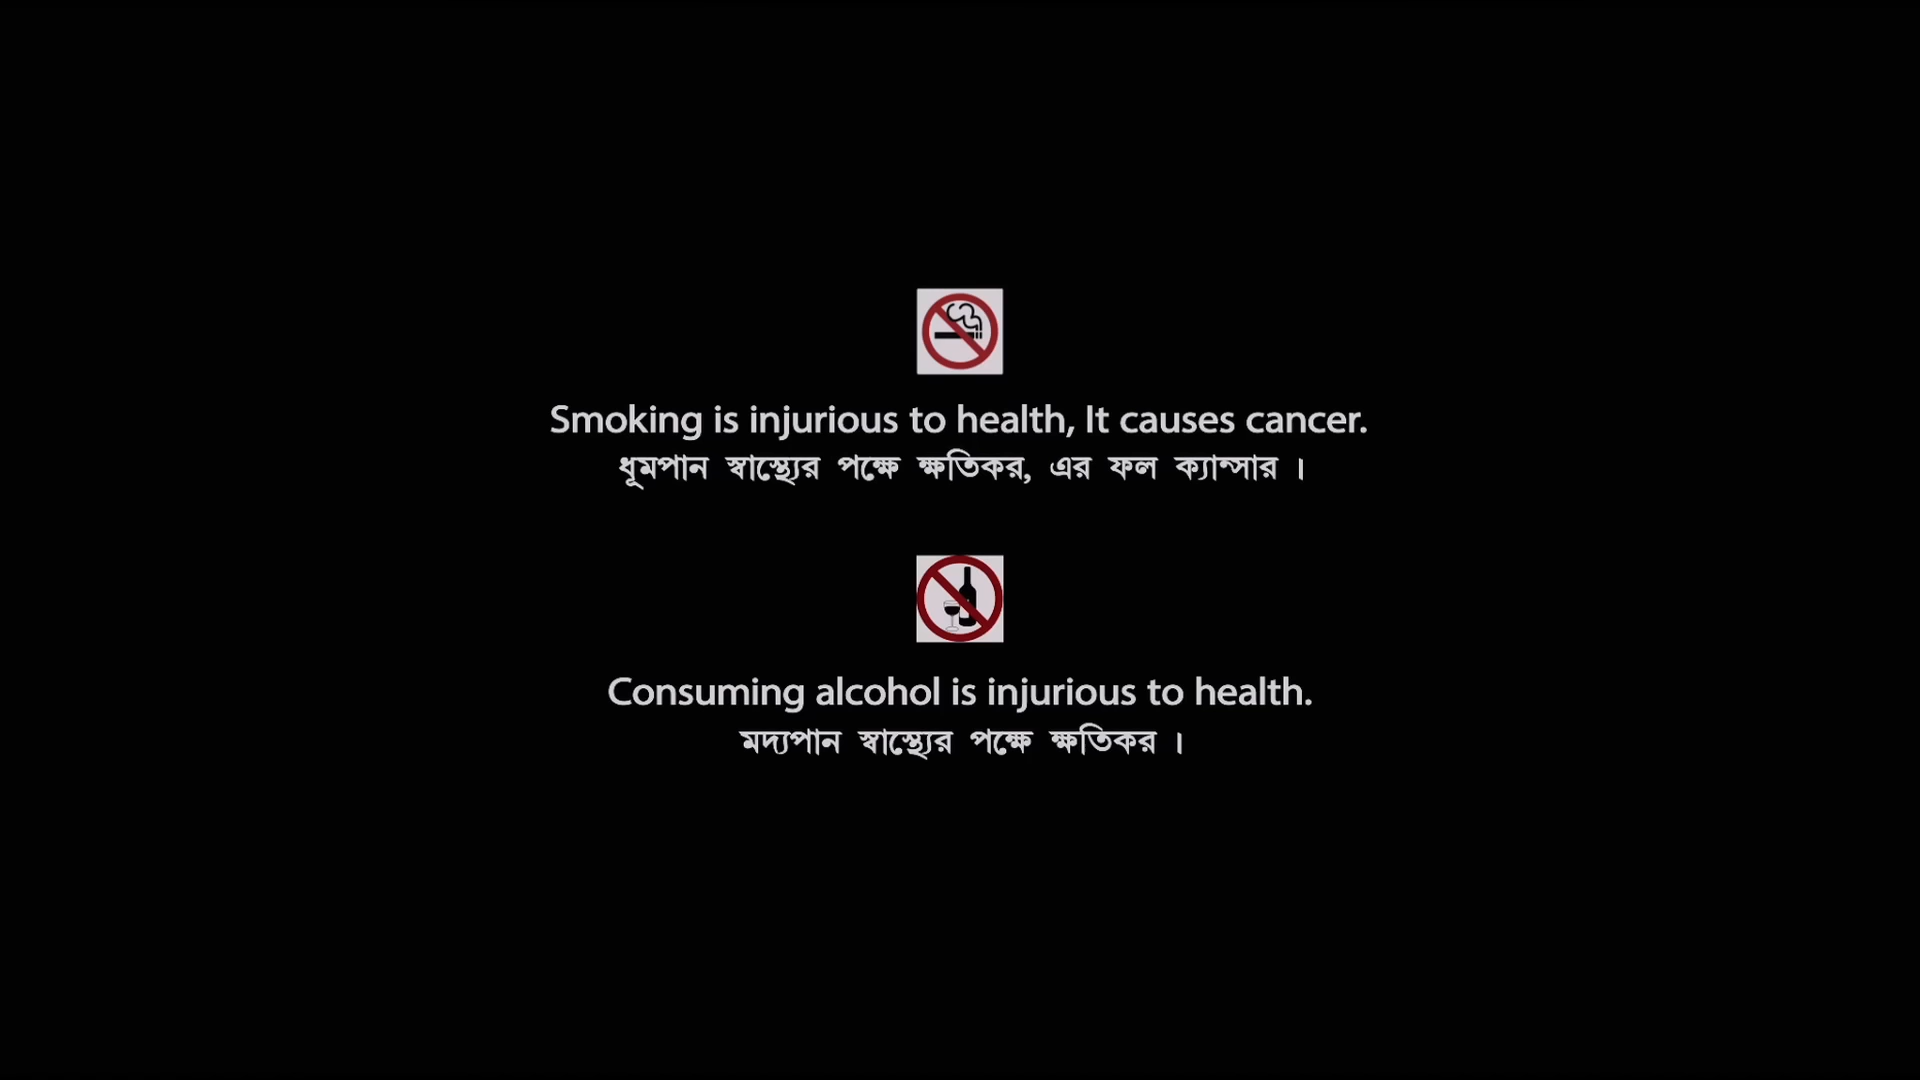 Smoking is injurious to health, It causes cancer.
ধূমপান স্বাস্থ্যের পক্ষে ক্ষতিকর, এর ফল ক্যান্সার ।
Consuming alcohol is injurious to health.
মদ্যপান স্বাস্থ্যের পক্ষে ক্ষতিকর ।